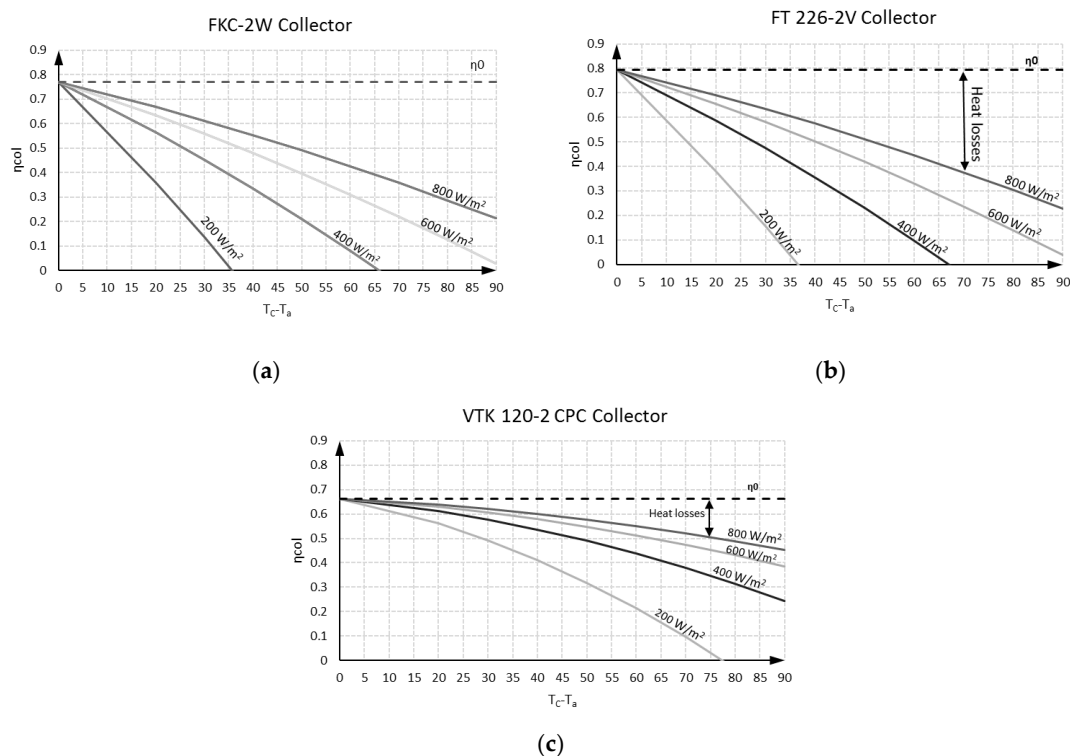 FKC-2W Collector
0.9
0.8
0.7
0.6
0.5
0.4
0.3
0.2
0.1
0
ηcol
η0
800 W/m²
600 W/m²
400 W/m²
200 W/m²
0 5 10 15 20 25 30 35 40 45 50 55 60 65 70 75 80 85 90
T_C-T_a
(a)
FT 226-2V Collector
0.9
0.8
0.7
0.6
0.5
0.4
0.3
0.2
0.1
0
ηcol
η0
Heat losses
800 W/m²
600 W/m²
400 W/m²
200 W/m²
0 5 10 15 20 25 30 35 40 45 50 55 60 65 70 75 80 85 90
T_C-T_a
(b)
VTK 120-2 CPC Collector
0.9
0.8
0.7
0.6
0.5
0.4
0.3
0.2
0.1
0
ηcol
η0
Heat losses
800 W/m²
600 W/m²
400 W/m²
200 W/m²
0 5 10 15 20 25 30 35 40 45 50 55 60 65 70 75 80 85 90
T_C-T_a
(c)